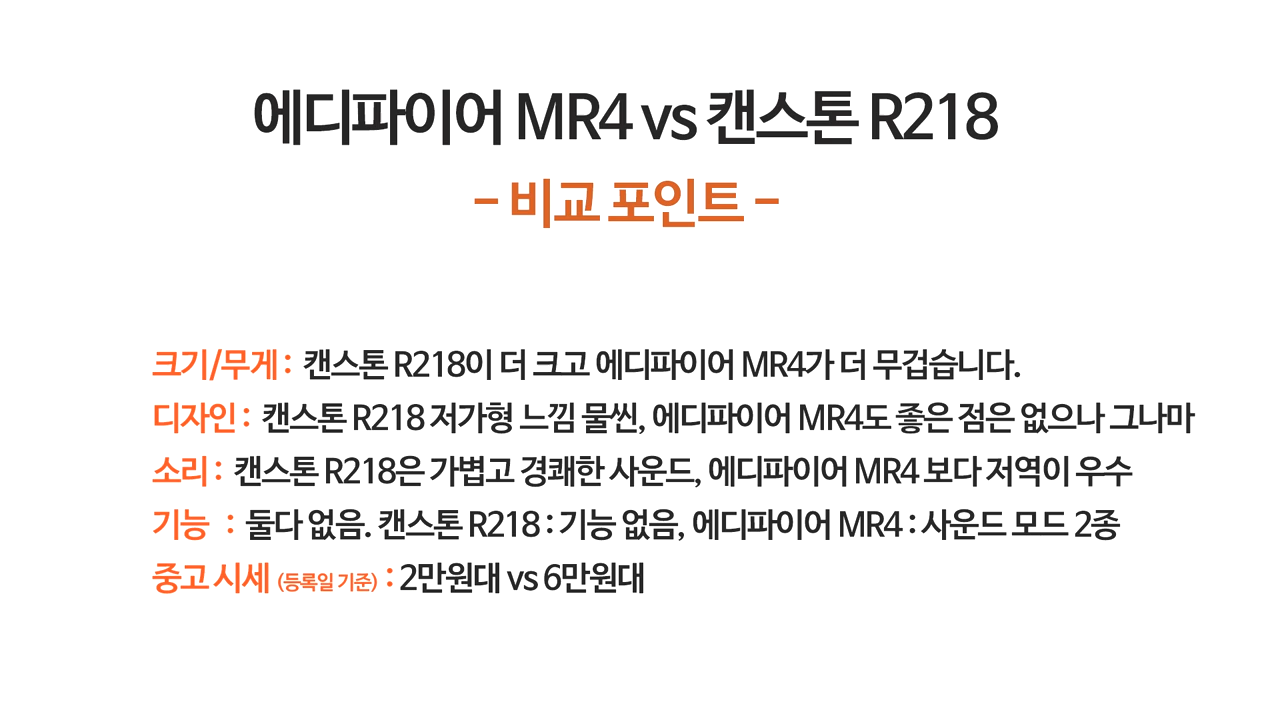 에디파이어 MR4 vs 캔스톤 R218
– 비교 포인트 –
크기/무게 : 캔스톤 R218이 더 크고 에디파이어 MR4가 더 무겁습니다.
디자인 : 캔스톤 R218 저가형 느낌 물씬, 에디파이어 MR4도 좋은 점은 없으나 그나마
소리 : 캔스톤 R218은 가볍고 경쾌한 사운드, 에디파이어 MR4 보다 저역이 우수
기능 : 둘다 없음. 캔스톤 R218 : 기능 없음, 에디파이어 MR4 : 사운드 모드 2종
중고 시세 (등록일 기준) : 2만원대 vs 6만원대